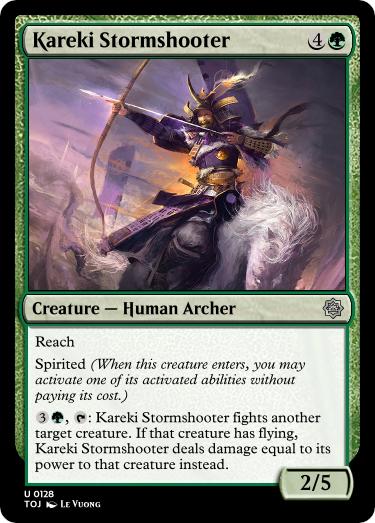 Kareki Stormshooter 4
Creature — Human Archer
Reach
Spirited (When this creature enters, you may
activate one of its activated abilities without
paying its cost.)
3 , : Kareki Stormshooter fights another
target creature. If that creature has flying,
Kareki Stormshooter deals damage equal to its
power to that creature instead.
2/5
U 0128
TOJ Le Vuong